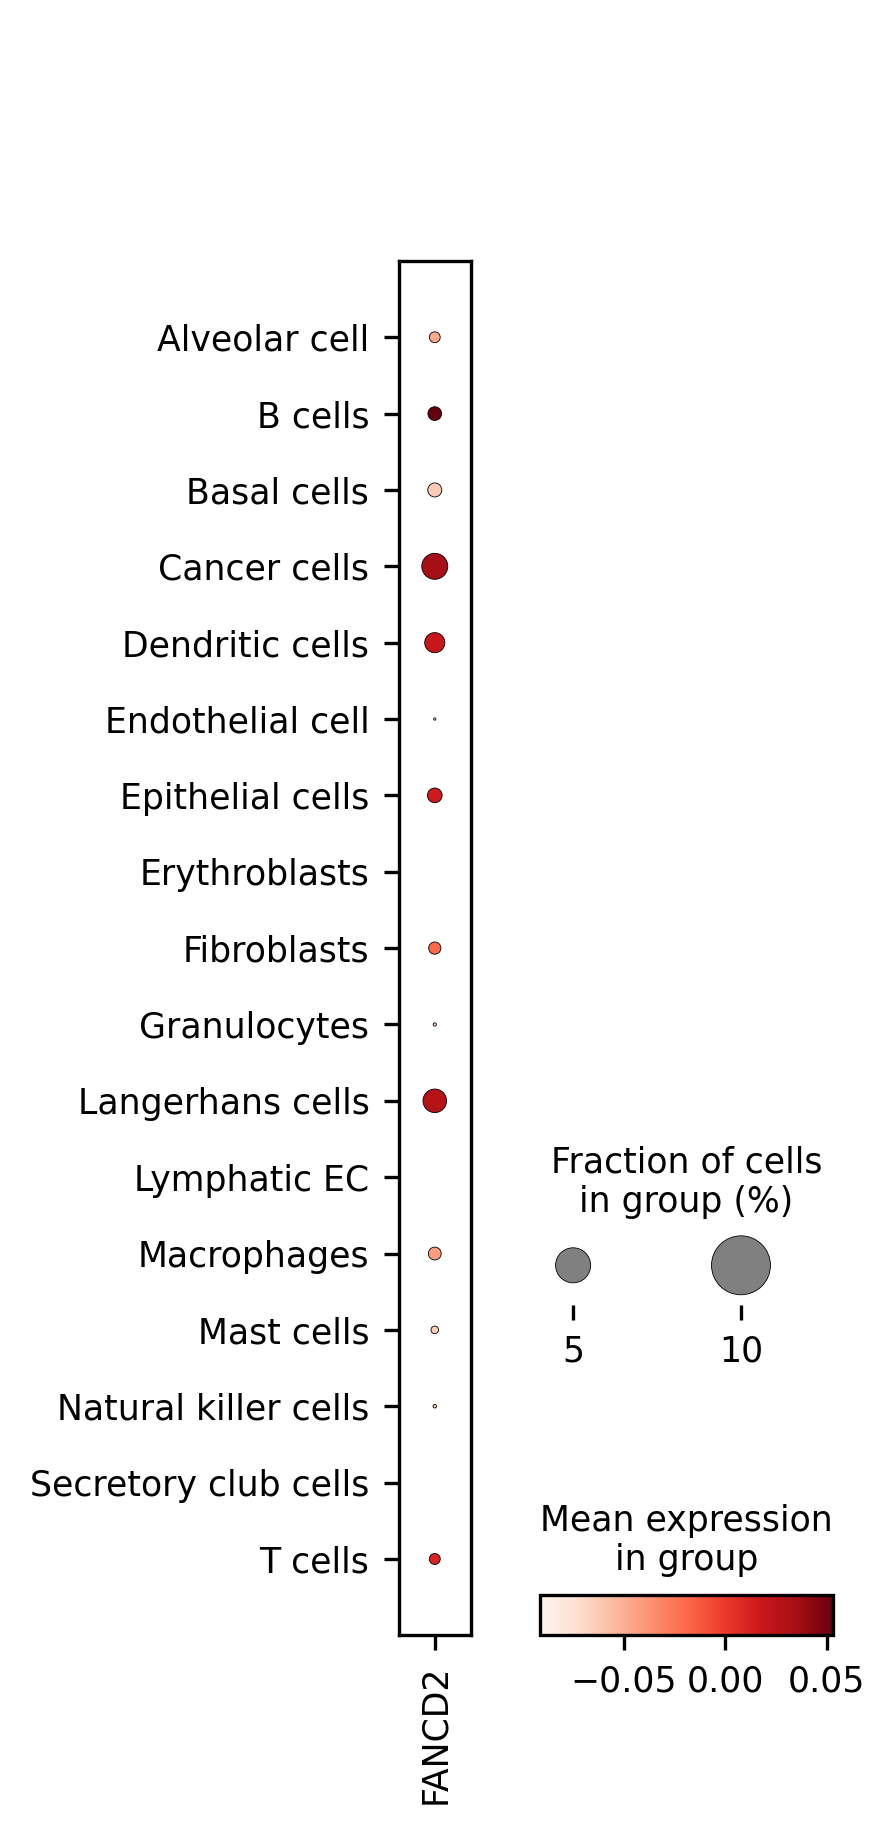 Alveolar cell
B cells
Basal cells
Cancer cells
Dendritic cells
Endothelial cell
Epithelial cells
Erythroblasts
Fibroblasts
Granulocytes
Langerhans cells
Lymphatic EC
Macrophages
Mast cells
Natural killer cells
Secretory club cells
T cells
FANCD2
Fraction of cells
in group (%)
5 10
Mean expression
in group
−0.05 0.00 0.05